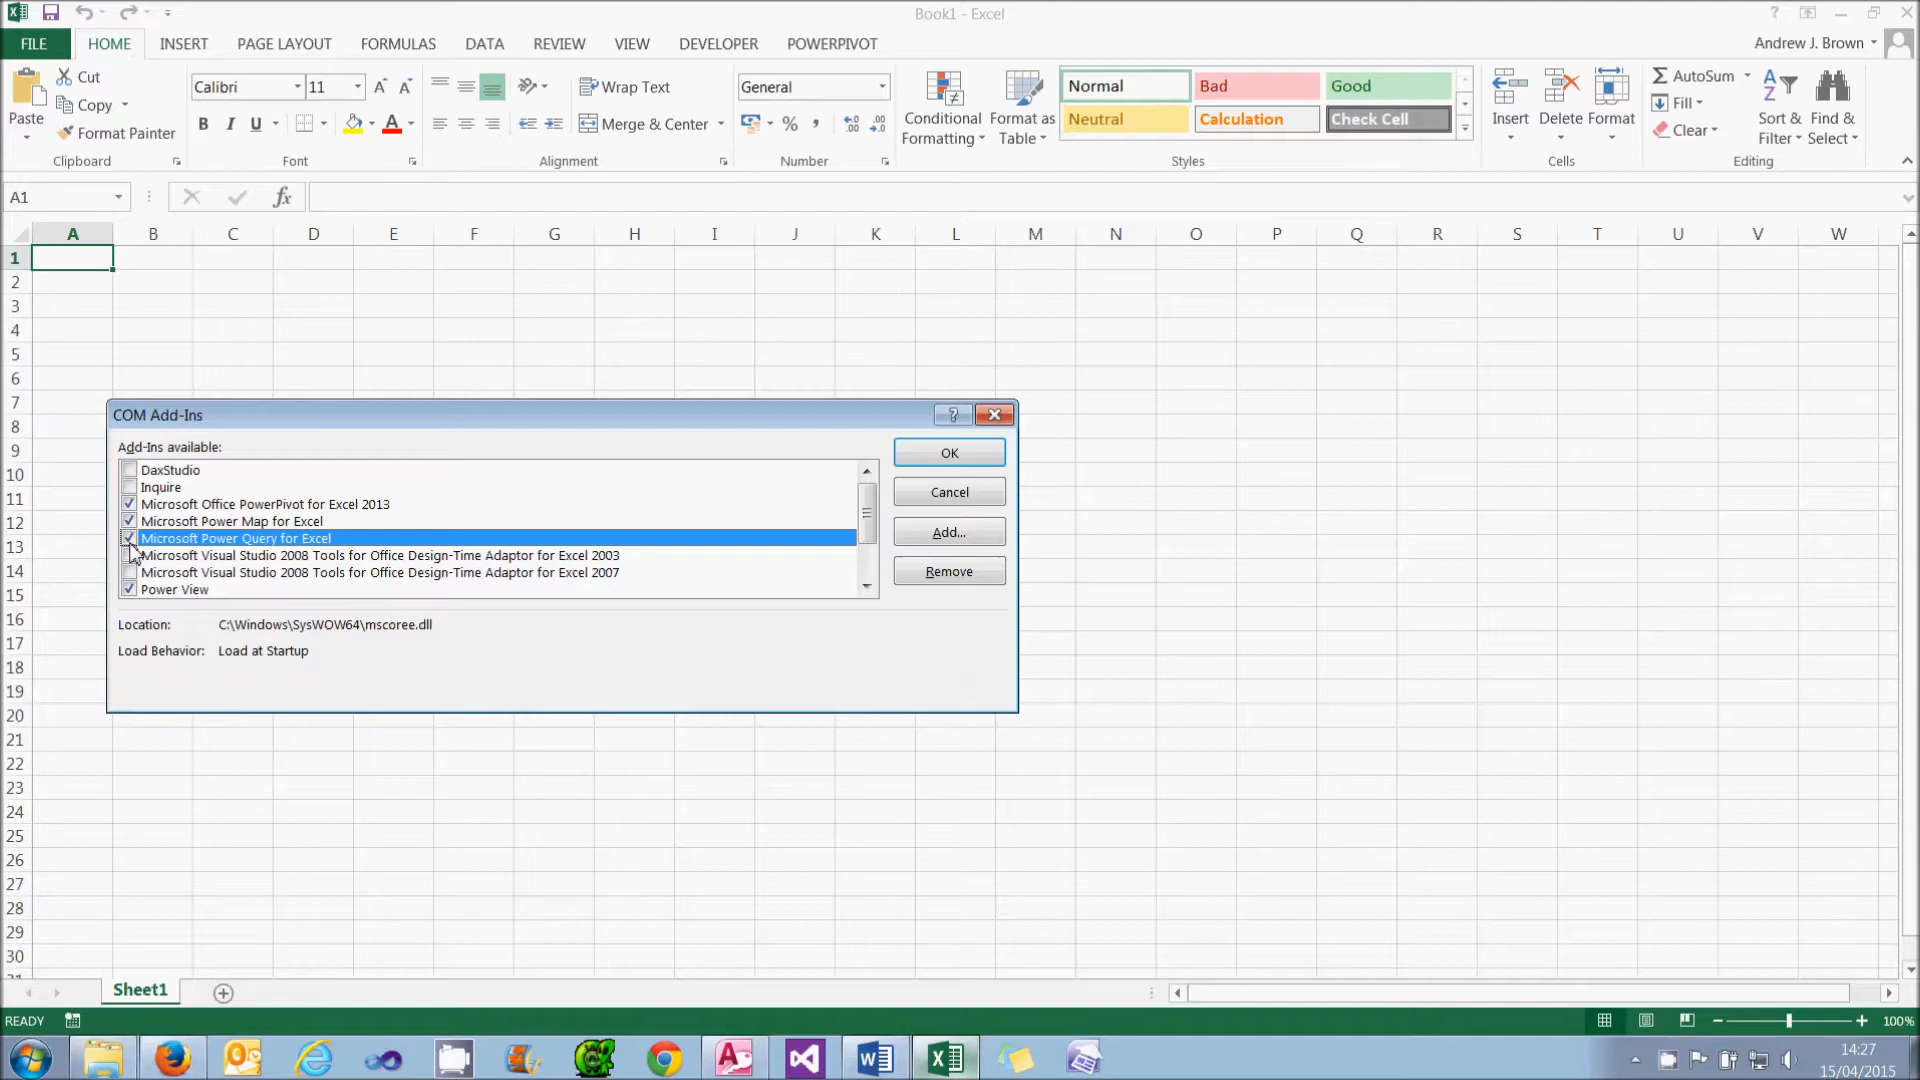 Book1 - Excel
FILE HOME INSERT PAGE LAYOUT FORMULAS DATA REVIEW VIEW DEVELOPER POWERPIVOT
Andrew J. Brown
Paste
Cut
Copy
Format Painter
Clipboard
Calibri 11
B I U
Font
Wrap Text
Merge & Center
Alignment
General
%
Number
Conditional Formatting
Format as Table
Normal Bad Good
Neutral Calculation Check Cell
Styles
Insert Delete Format
Cells
AutoSum
Fill
Clear
Sort & Filter
Find & Select
Editing
A1
fx
A B C D E F G H I J K L M N O P Q R S T U V W
1
2
3
4
5
6
7
8
9
10
11
12
13
14
15
16
17
18
19
20
21
22
23
24
25
26
27
28
29
30
COM Add-Ins
Add-Ins available:
DaxStudio
Inquire
Microsoft Office PowerPivot for Excel 2013
Microsoft Power Map for Excel
Microsoft Power Query for Excel
Microsoft Visual Studio 2008 Tools for Office Design-Time Adaptor for Excel 2003
Microsoft Visual Studio 2008 Tools for Office Design-Time Adaptor for Excel 2007
Power View
OK
Cancel
Add...
Remove
Location: C:\Windows\SysWOW64\mscoree.dll
Load Behavior: Load at Startup
Sheet1
READY
100%
14:27
15/04/2015